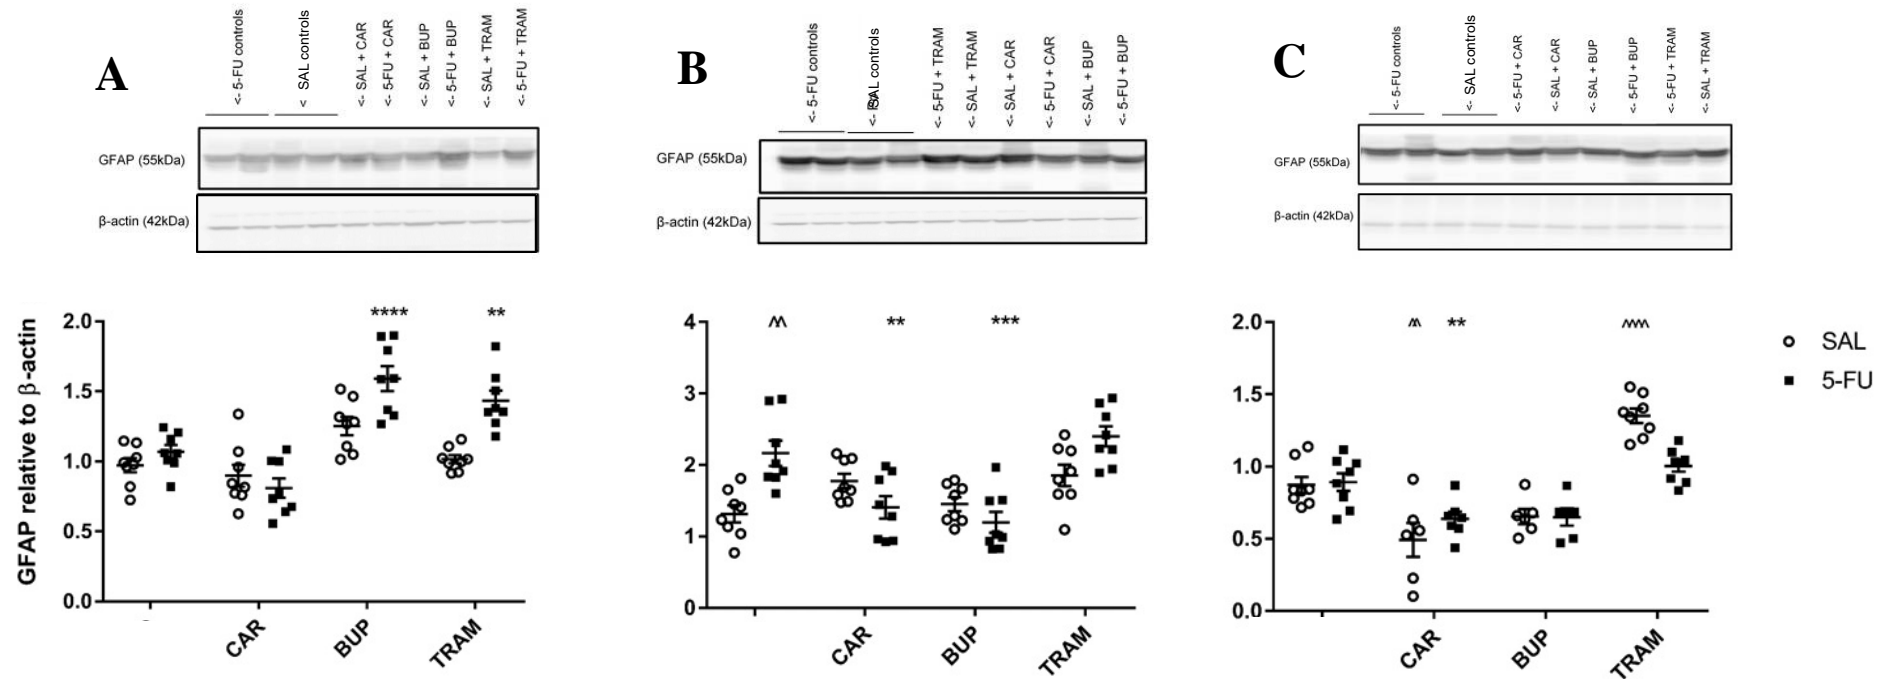 A
<- 5-FU controls
< SAL controls
<- SAL + CAR
<- 5-FU + CAR
<- SAL + BUP
<- 5-FU + BUP
<- SAL + TRAM
<- 5-FU + TRAM
GFAP (55kDa)
β-actin (42kDa)
B
<- 5-FU controls
SAL controls
<- 5-FU + TRAM
<- SAL + TRAM
<- SAL + CAR
<- 5-FU + CAR
<- SAL + BUP
<- 5-FU + BUP
GFAP (55kDa)
β-actin (42kDa)
C
<- 5-FU controls
<- SAL controls
<- 5-FU + CAR
<- SAL + CAR
<- SAL + BUP
<- 5-FU + BUP
<- 5-FU + TRAM
<- SAL + TRAM
GFAP (55kDa)
β-actin (42kDa)
GFAP relative to β-actin
2.0
1.5
1.0
0.5
0.0
**** **
CAR
BUP
TRAM
4
3
2
1
0
^^ ** ***
CAR
BUP
TRAM
2.0
1.5
1.0
0.5
0.0
^^ ** ^^^^
CAR
BUP
TRAM
SAL
5-FU